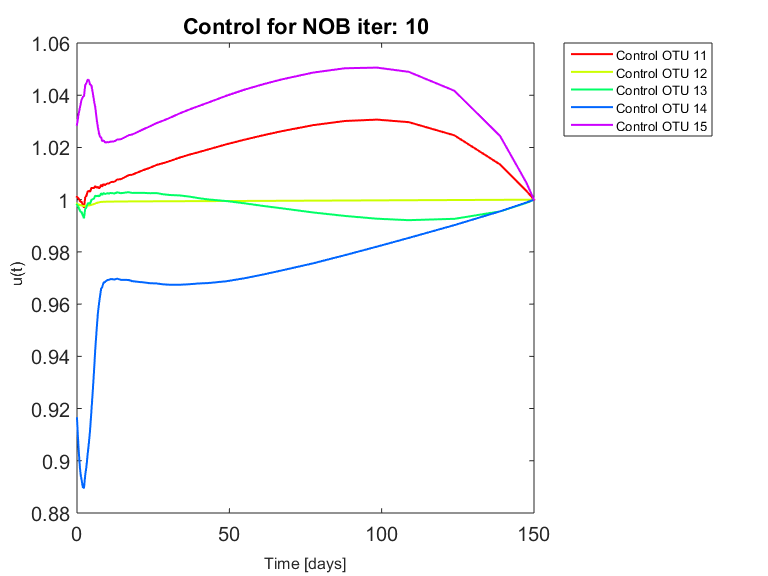 Control for NOB iter: 10
1.06
1.04
1.02
1
0.98
0.96
0.94
0.92
0.9
0.88
u(t)
0 50 100 150
Time [days]
Control OTU 11
Control OTU 12
Control OTU 13
Control OTU 14
Control OTU 15